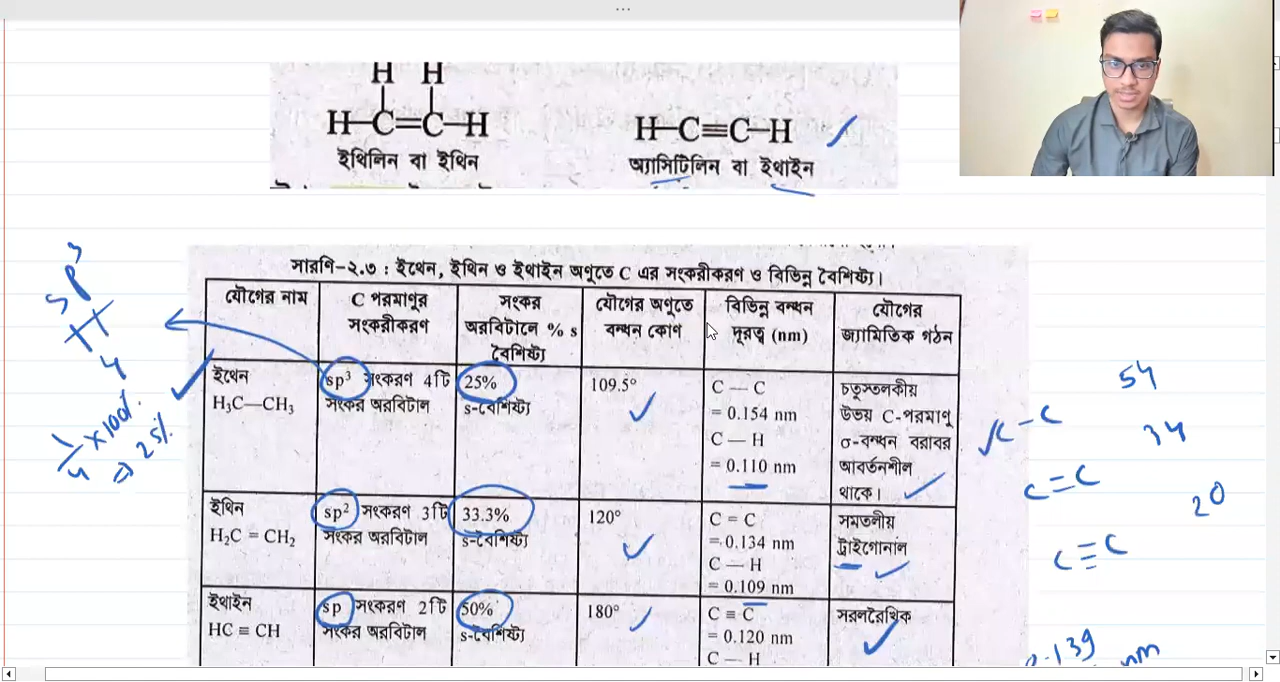 H H
H—C=C—H
ইথিলিন বা ইথিন
H—C≡C—H
অ্যাসিটিলিন বা ইথাইন
সারণি-২.৩ : ইথেন, ইথিন ও ইথাইন অণুতে C এর সংকরীকরণ ও বিভিন্ন বৈশিষ্ট্য।
যৌগের নাম
C পরমাণুর
সংকরীকরণ
সংকর
অরবিটালে % s
বৈশিষ্ট্য
যৌগের অণুতে
বন্ধন কোণ
বিভিন্ন বন্ধন
দূরত্ব (nm)
যৌগের
জ্যামিতিক গঠন
ইথেন
H₃C—CH₃
sp³ সংকরণ 4টি
সংকর অরবিটাল
25%
s-বৈশিষ্ট্য
109.5°
C — C
= 0.154 nm
C — H
= 0.110 nm
চতুস্তলকীয়
উভয় C-পরমাণু
σ-বন্ধন বরাবর
আবর্তনশীল
থাকে।
ইথিন
H₂C = CH₂
sp² সংকরণ 3টি
সংকর অরবিটাল
33.3%
s-বৈশিষ্ট্য
120°
C = C
= 0.134 nm
C — H
= 0.109 nm
সমতলীয়
ট্রাইগোনাল
ইথাইন
HC ≡ CH
sp সংকরণ 2টি
সংকর অরবিটাল
50%
s-বৈশিষ্ট্য
180°
C ≡ C
= 0.120 nm
C — H
সরলরৈখিক
sp³
4
1/4 × 100%
⇒ 25%
C – C
C = C
C ≡ C
54
34
20
139
nm